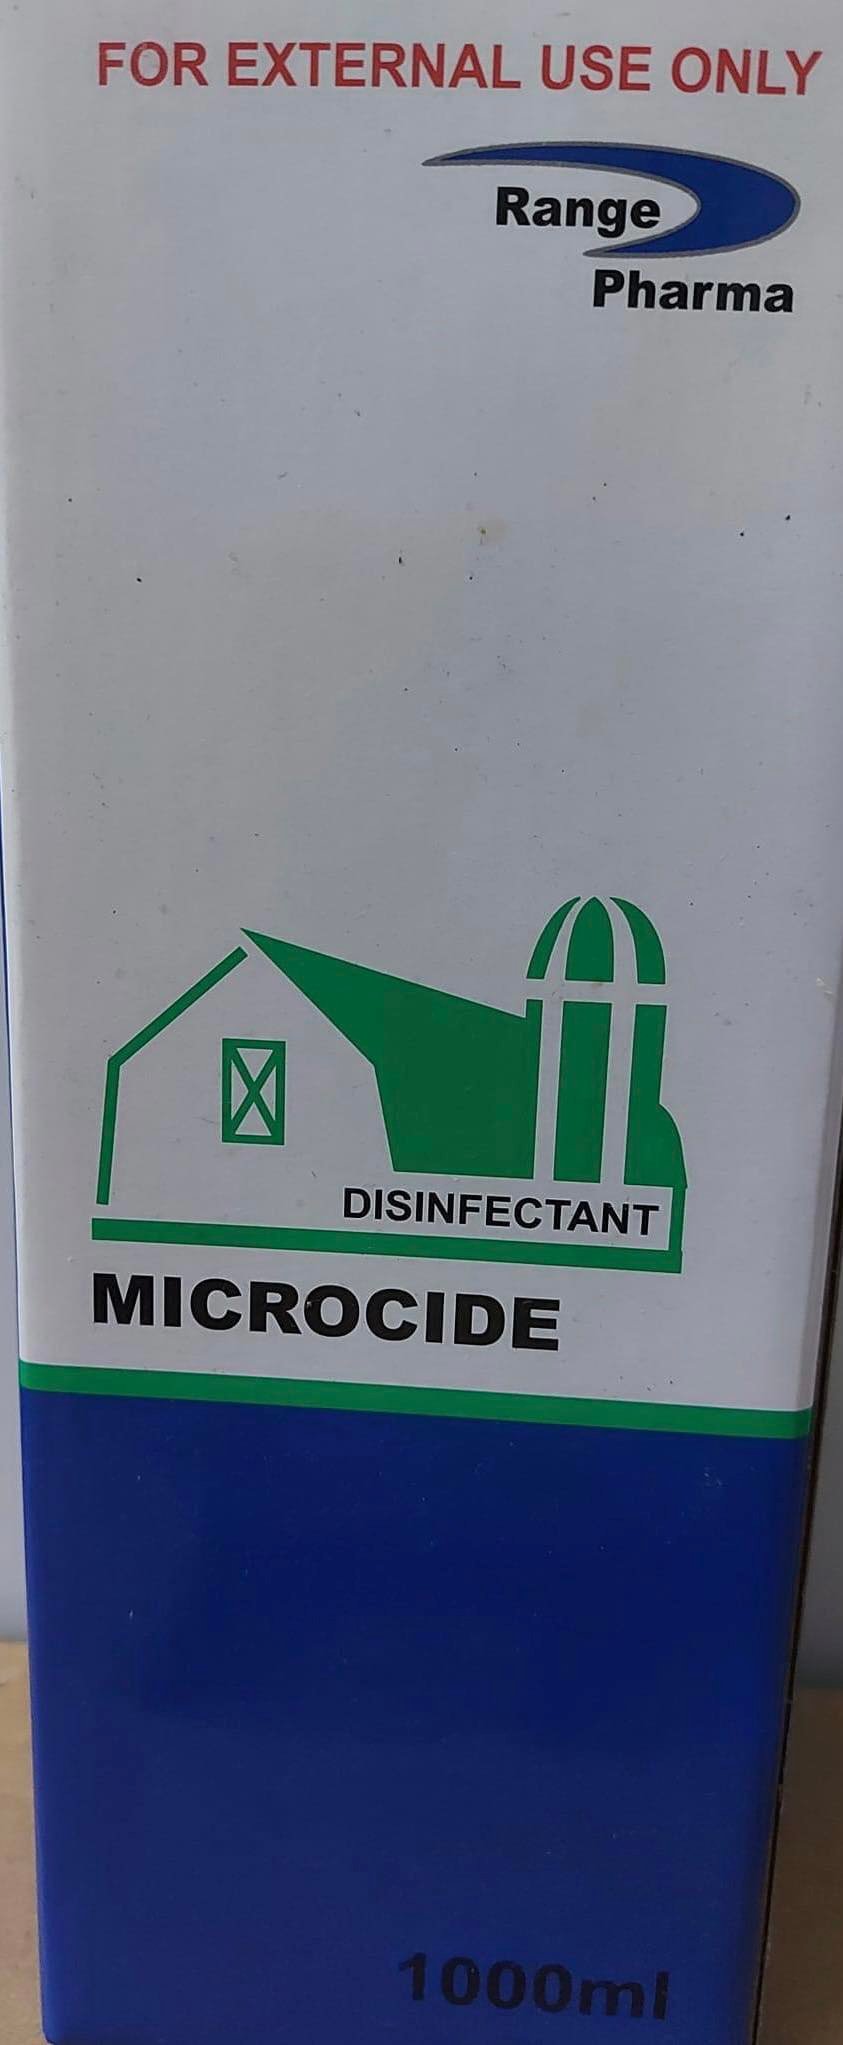 FOR EXTERNAL USE ONLY
Range
Pharma
DISINFECTANT
MICROCIDE
1000ml